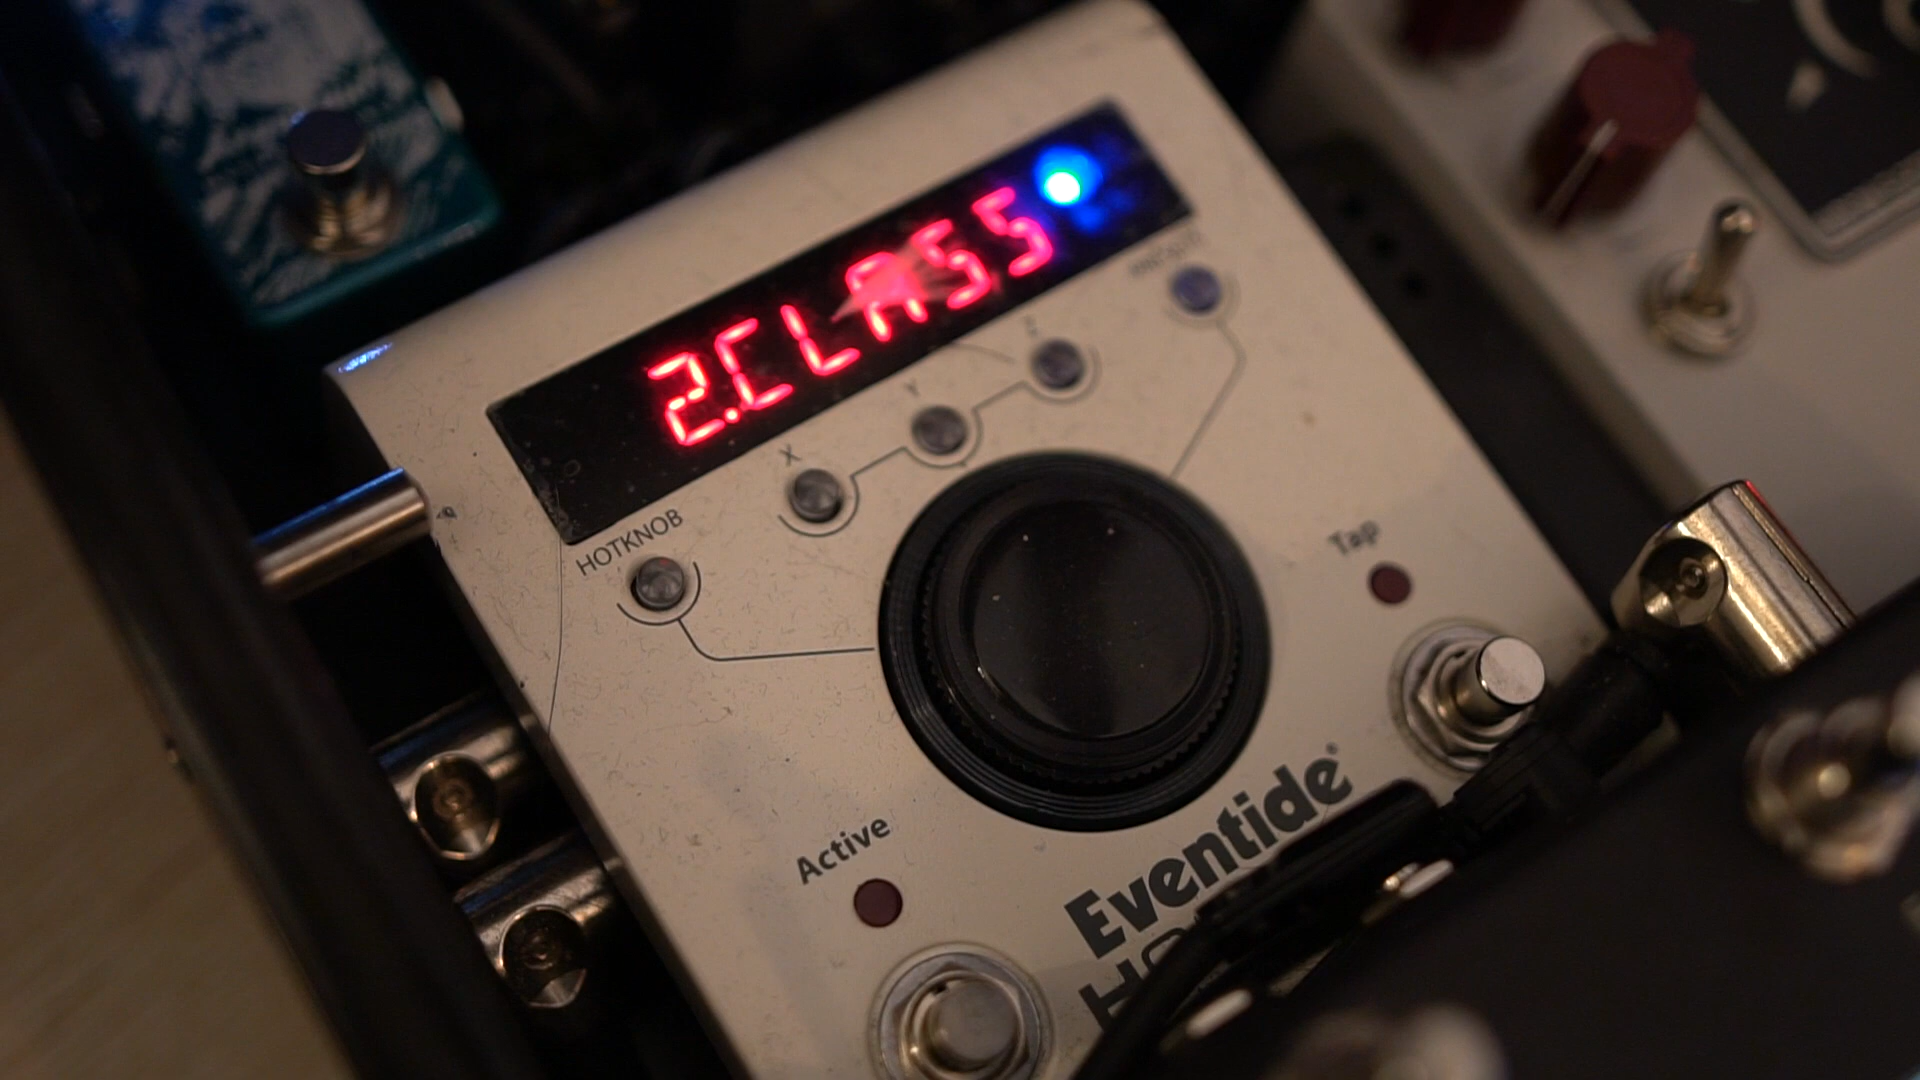 2.CLASS
Z
Y
X
HOTKNOB
Tap
Active
Eventide®